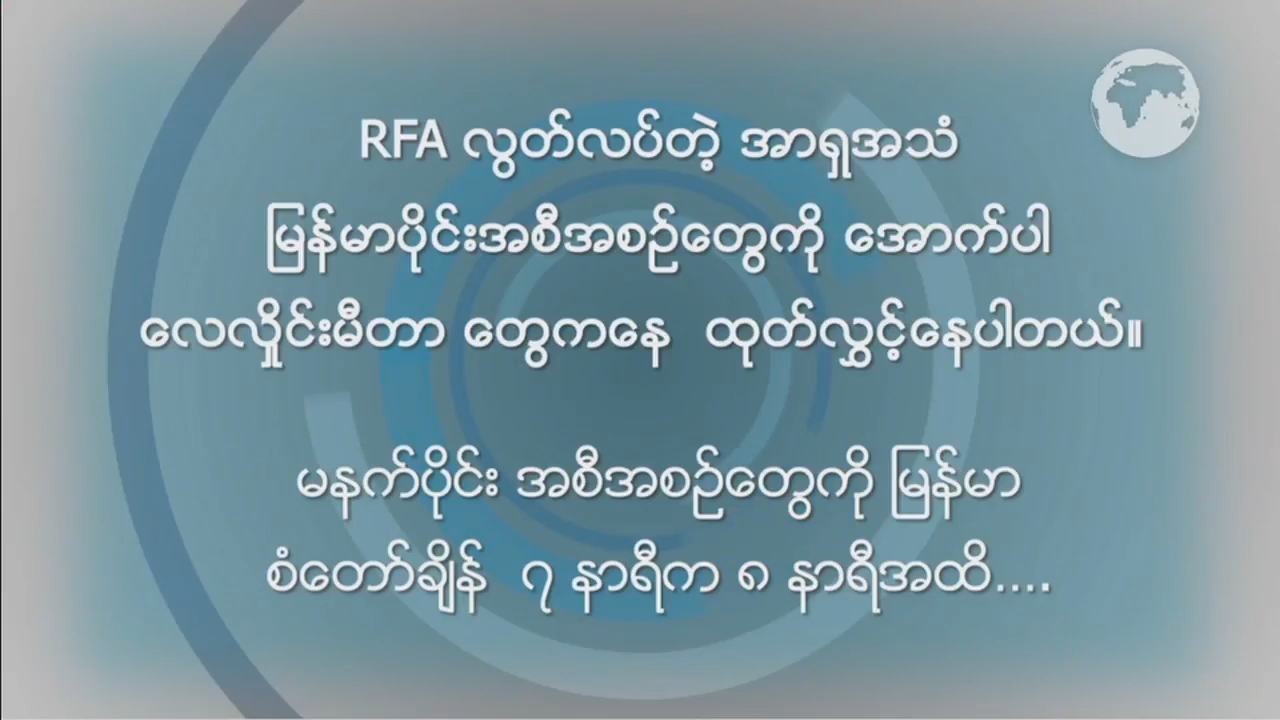 RFA လွတ်လပ်တဲ့ အာရှအသံ
မြန်မာပိုင်းအစီအစဉ်တွေကို အောက်ပါ
လေလှိုင်းမီတာ တွေကနေ ထုတ်လွှင့်နေပါတယ်။
မနက်ပိုင်း အစီအစဉ်တွေကို မြန်မာ
စံတော်ချိန် ၇ နာရီက ၈ နာရီအထိ....